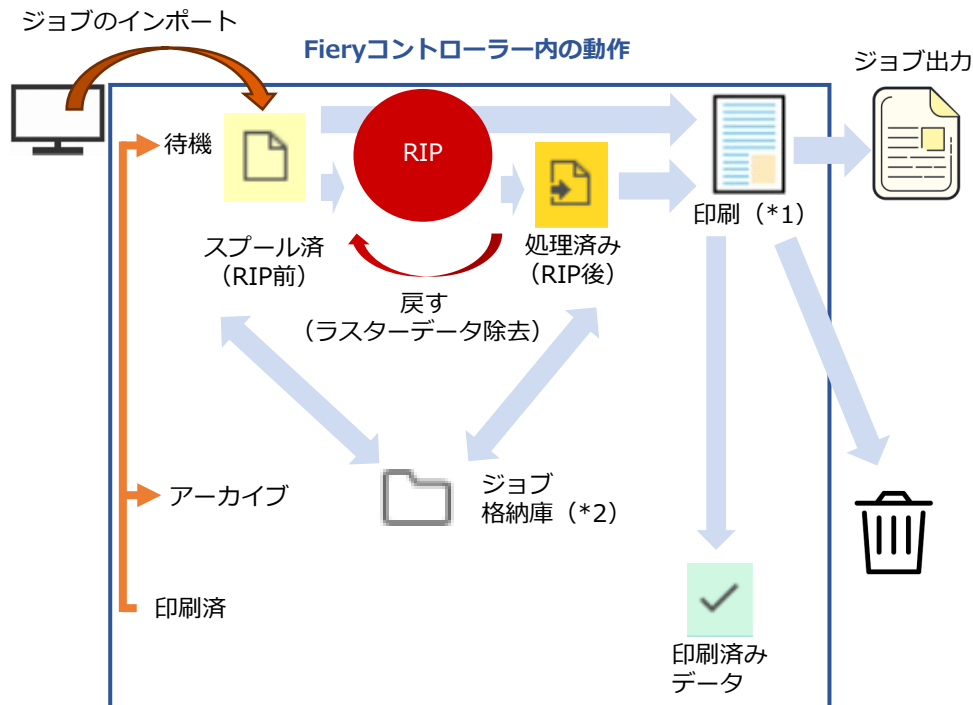 ジョブのインポート
Fieryコントローラー内の動作
ジョブ出力
待機
RIP
印刷（*1）
スプール済
（RIP前）
処理済み
（RIP後）
戻す
（ラスターデータ除去）
アーカイブ
ジョブ
格納庫（*2）
印刷済
印刷済み
データ